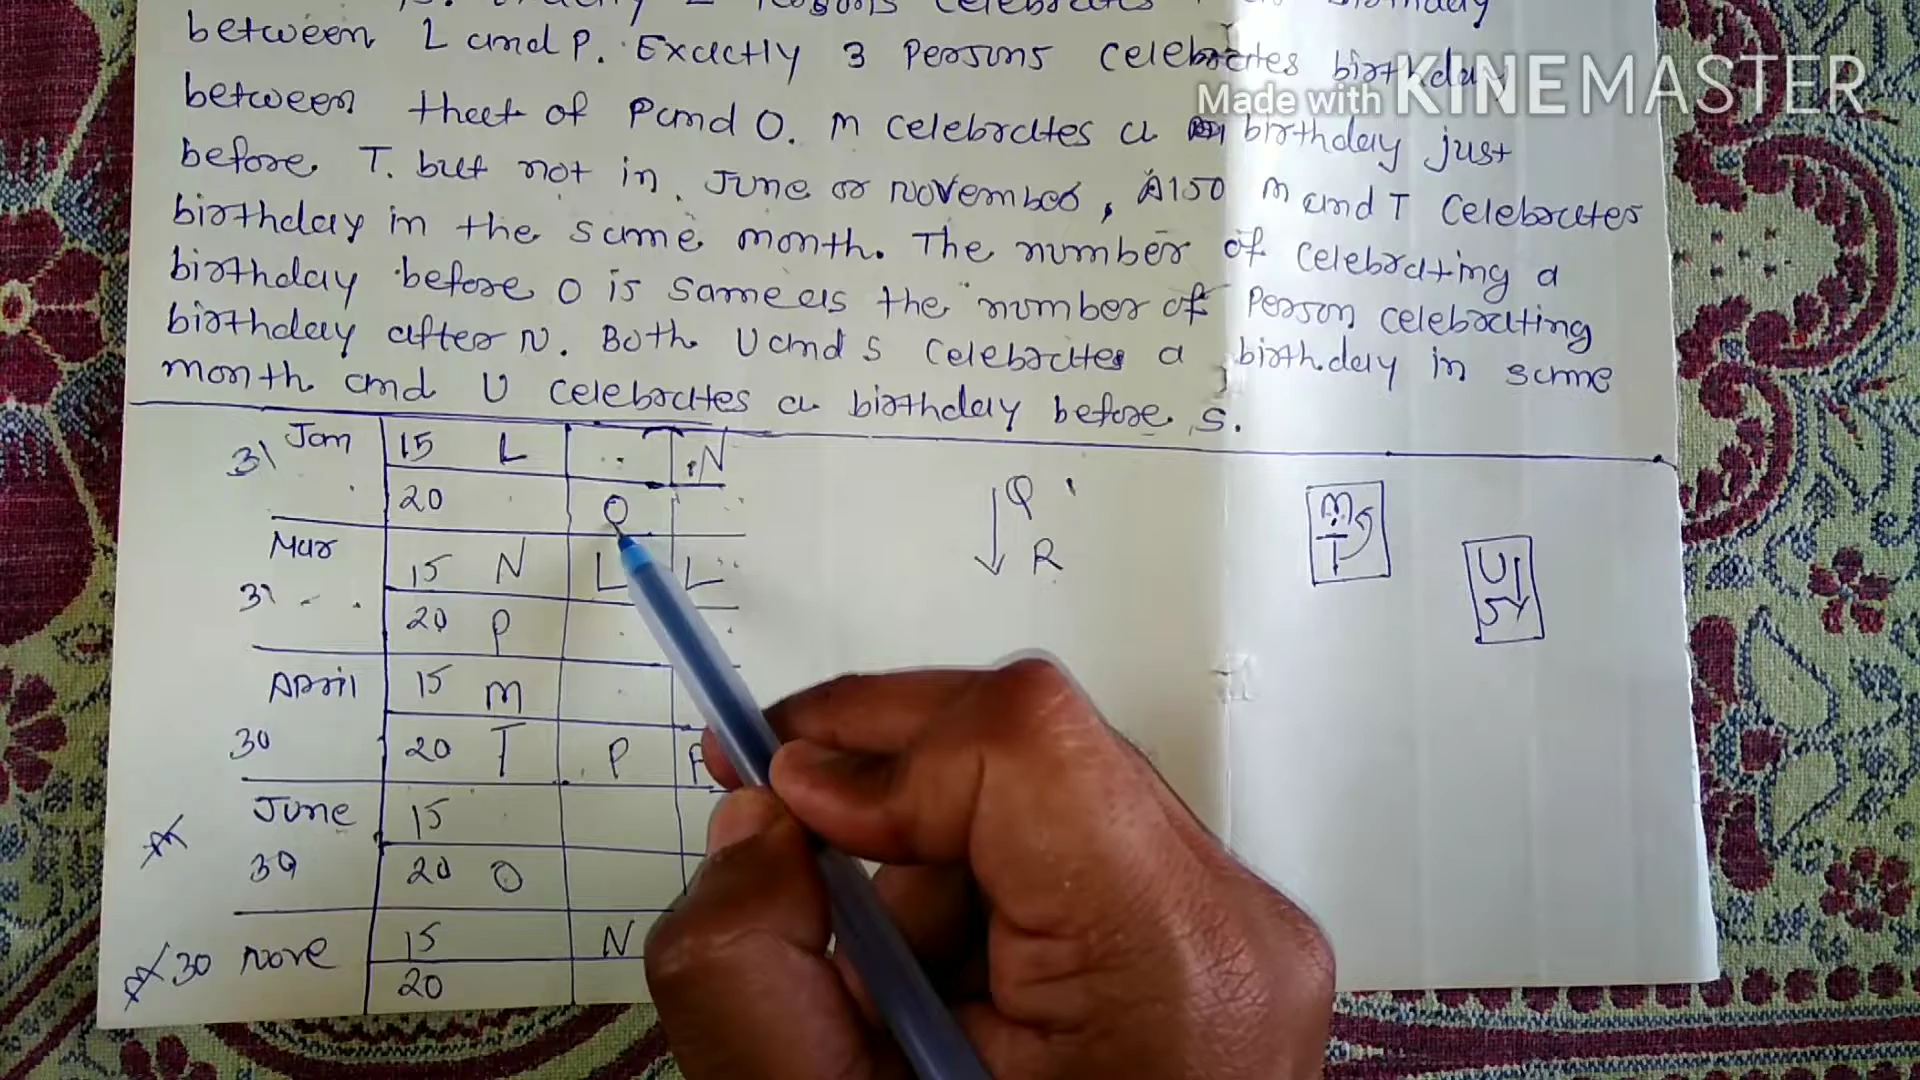 between L and P. Exactly 3 Persons celebrates birthday
between that of P and O. M celebrates a birthday just
before T. but not in June or november, Also M and T Celebrates
birthday in the same month. The number of celebrating a
birthday before O is same as the number of Person celebrating
birthday after N. Both U and S celebrates a birthday in same
month and U celebrates a birthday before S.
Made with KINEMASTER
31 Jan 15 L N
20 O
Mar 15 N L L
31 20 P
April 15 M
30 20 T P P
June 15
30 20 O
30 Nove 15 N
20
Q
R
M
T
U
S